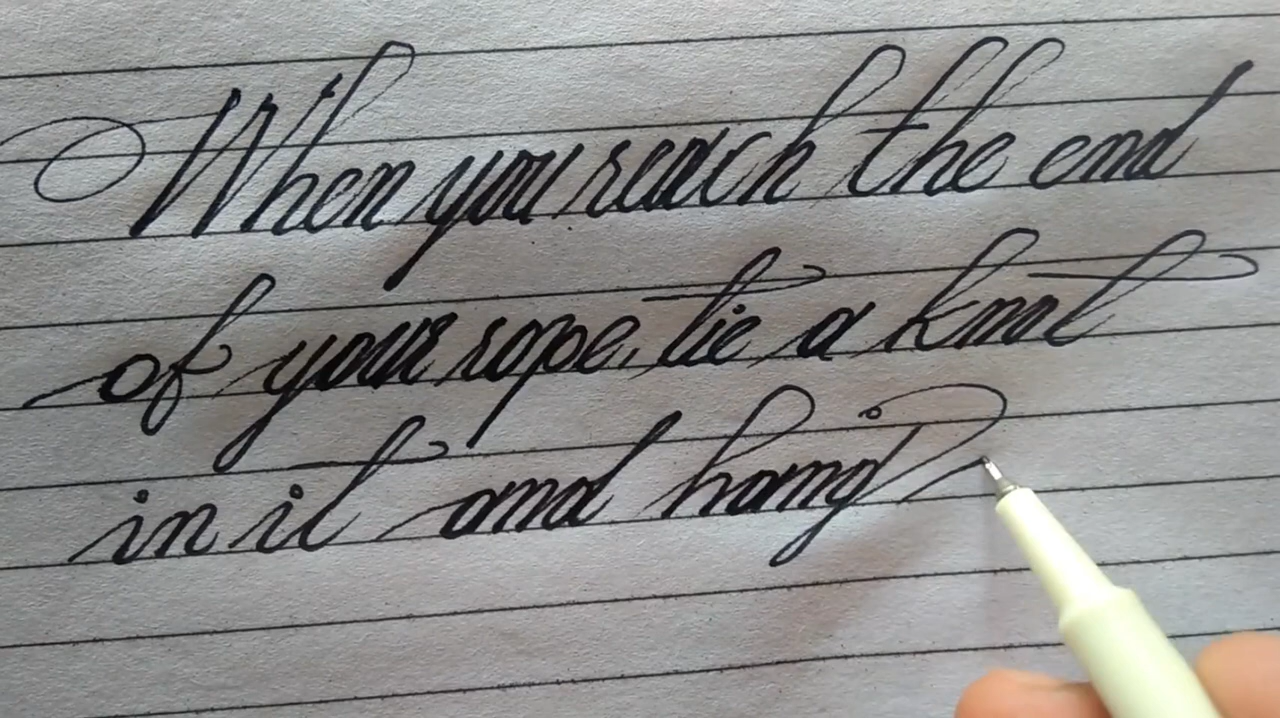 When you reach the end
of your rope, tie a knot
in it and hang